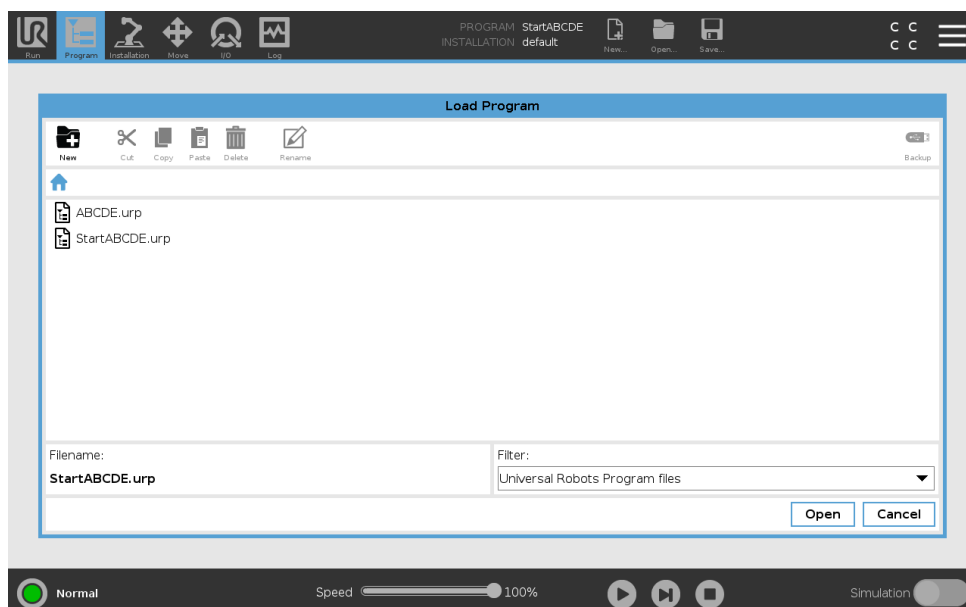 PROGRAM StartABCDE
INSTALLATION default
Run
Program
Installation
Move
I/O
Log
New...
Open...
Save...
C C
C C
Load Program
New
Cut
Copy
Paste
Delete
Rename
Backup
ABCDE.urp
StartABCDE.urp
Filename:
StartABCDE.urp
Filter:
Universal Robots Program files
Open
Cancel
Normal
Speed
100%
Simulation